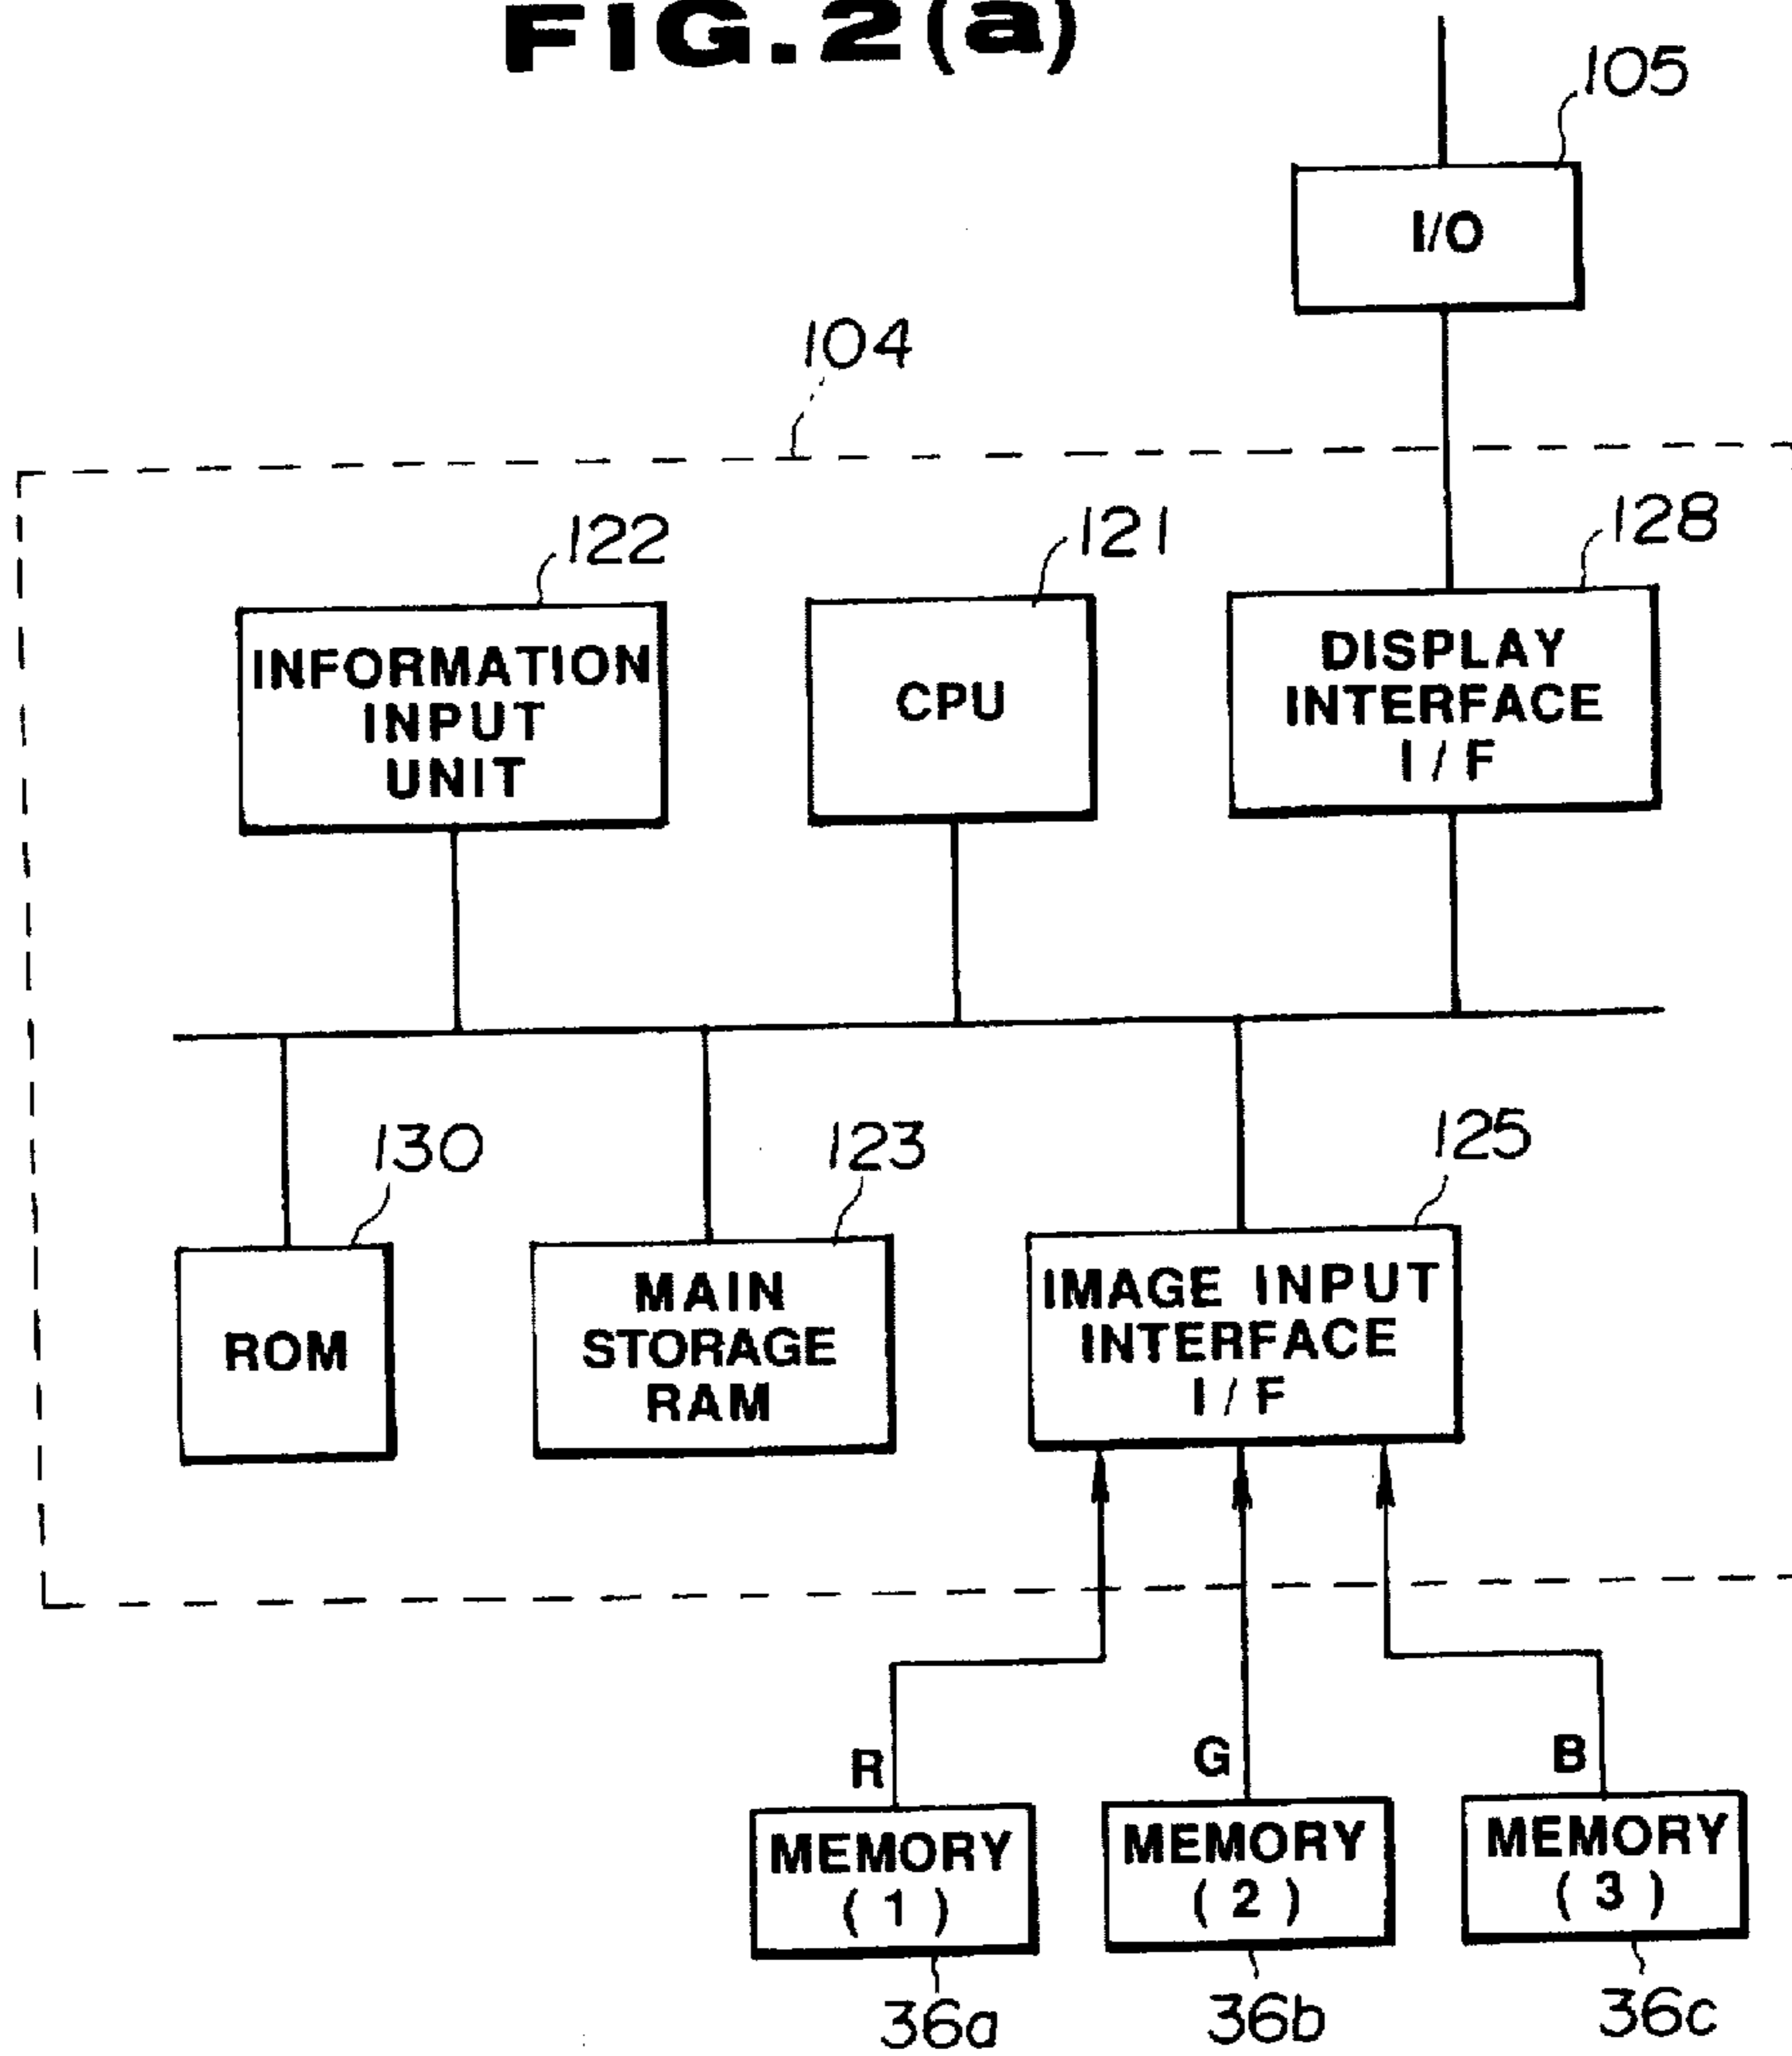 FIG.2(a)
105
I/O
104
122
121
128
INFORMATION
INPUT
UNIT
CPU
DISPLAY
INTERFACE
I/F
130
123
125
ROM
MAIN
STORAGE
RAM
IMAGE INPUT
INTERFACE
I/F
R
G
B
MEMORY
(1)
MEMORY
(2)
MEMORY
(3)
36a
36b
36c